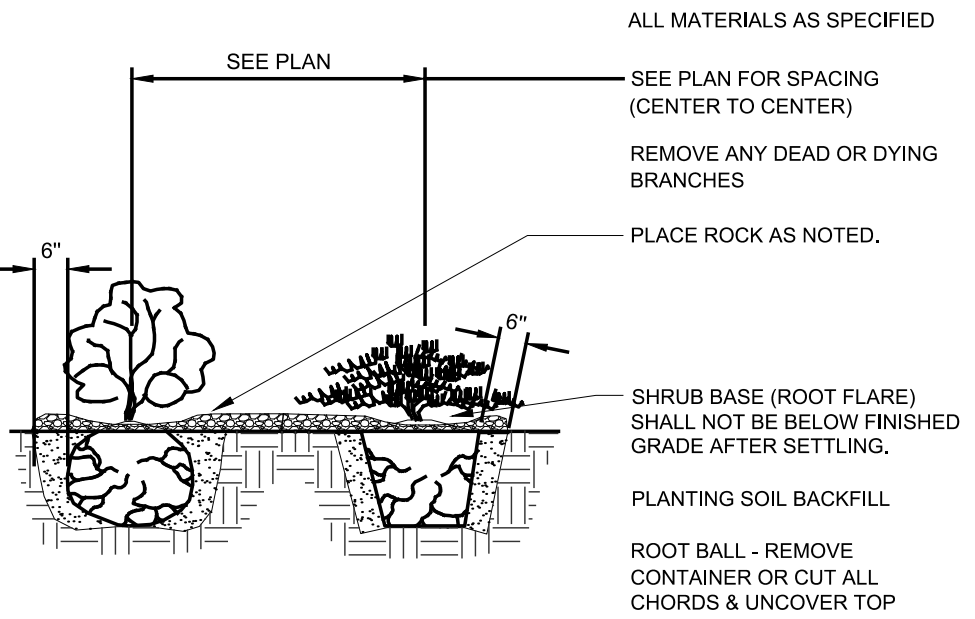 ALL MATERIALS AS SPECIFIED
SEE PLAN
SEE PLAN FOR SPACING
(CENTER TO CENTER)
REMOVE ANY DEAD OR DYING
BRANCHES
PLACE ROCK AS NOTED.
6"
6"
SHRUB BASE (ROOT FLARE)
SHALL NOT BE BELOW FINISHED
GRADE AFTER SETTLING.
PLANTING SOIL BACKFILL
ROOT BALL - REMOVE
CONTAINER OR CUT ALL
CHORDS & UNCOVER TOP